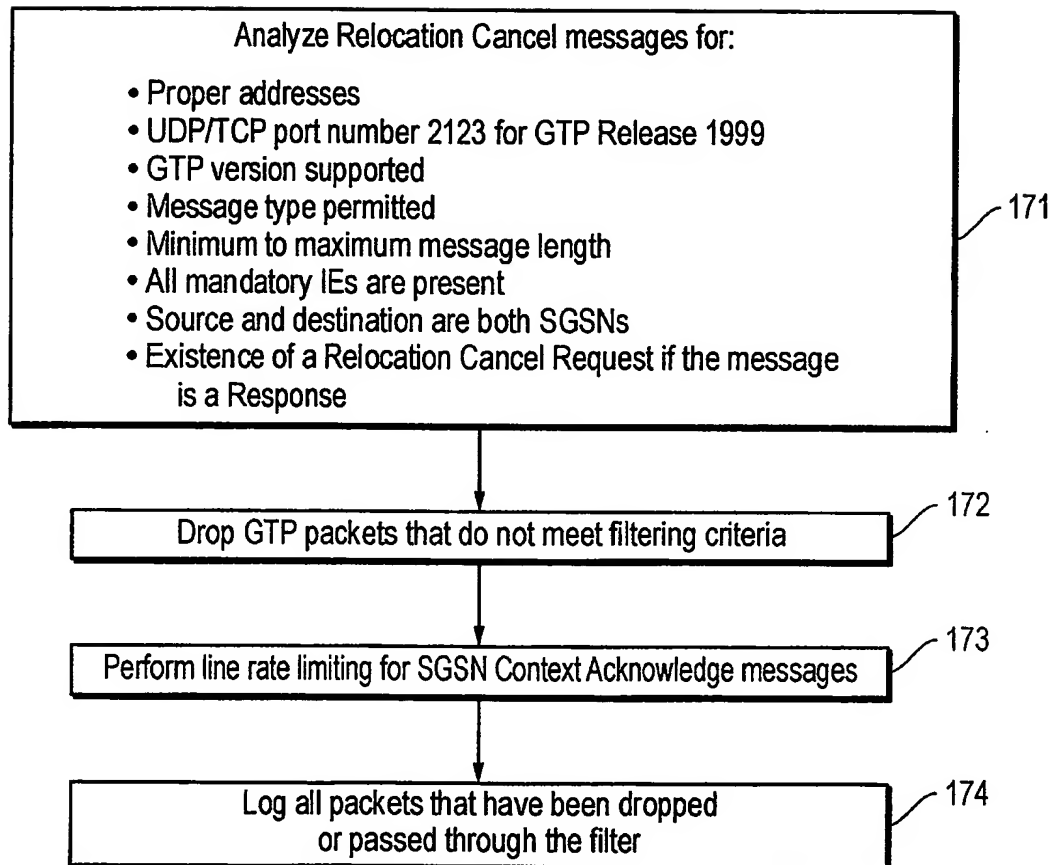 Analyze Relocation Cancel messages for:
• Proper addresses
• UDP/TCP port number 2123 for GTP Release 1999
• GTP version supported
• Message type permitted
• Minimum to maximum message length
• All mandatory IEs are present
• Source and destination are both SGSNs
• Existence of a Relocation Cancel Request if the message
is a Response
171
Drop GTP packets that do not meet filtering criteria
172
Perform line rate limiting for SGSN Context Acknowledge messages
173
Log all packets that have been dropped
or passed through the filter
174